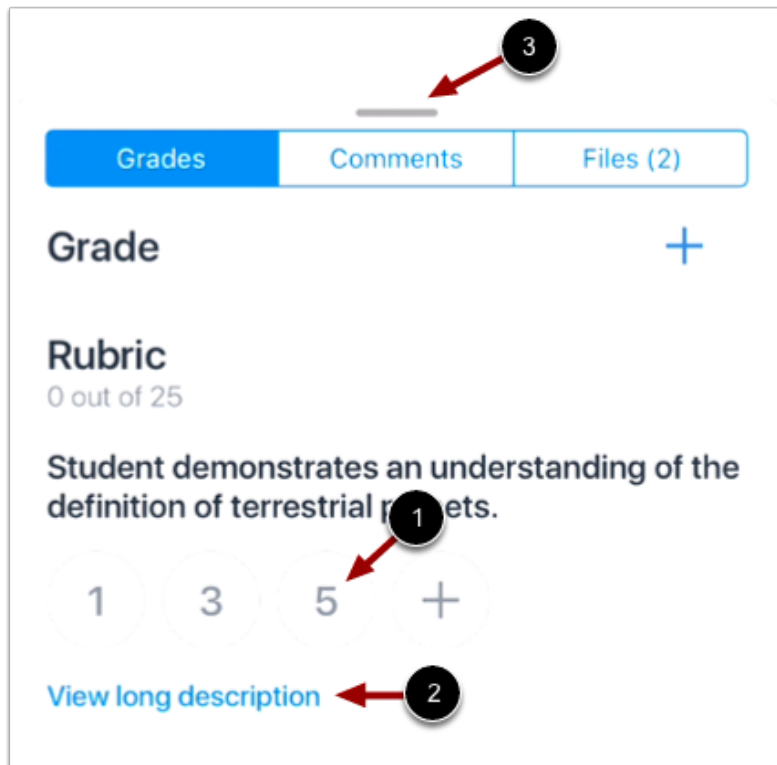 3
Grades Comments Files (2)
Grade +
Rubric
0 out of 25
Student demonstrates an understanding of the
definition of terrestrial
1
1 3 5 +
View long description 2